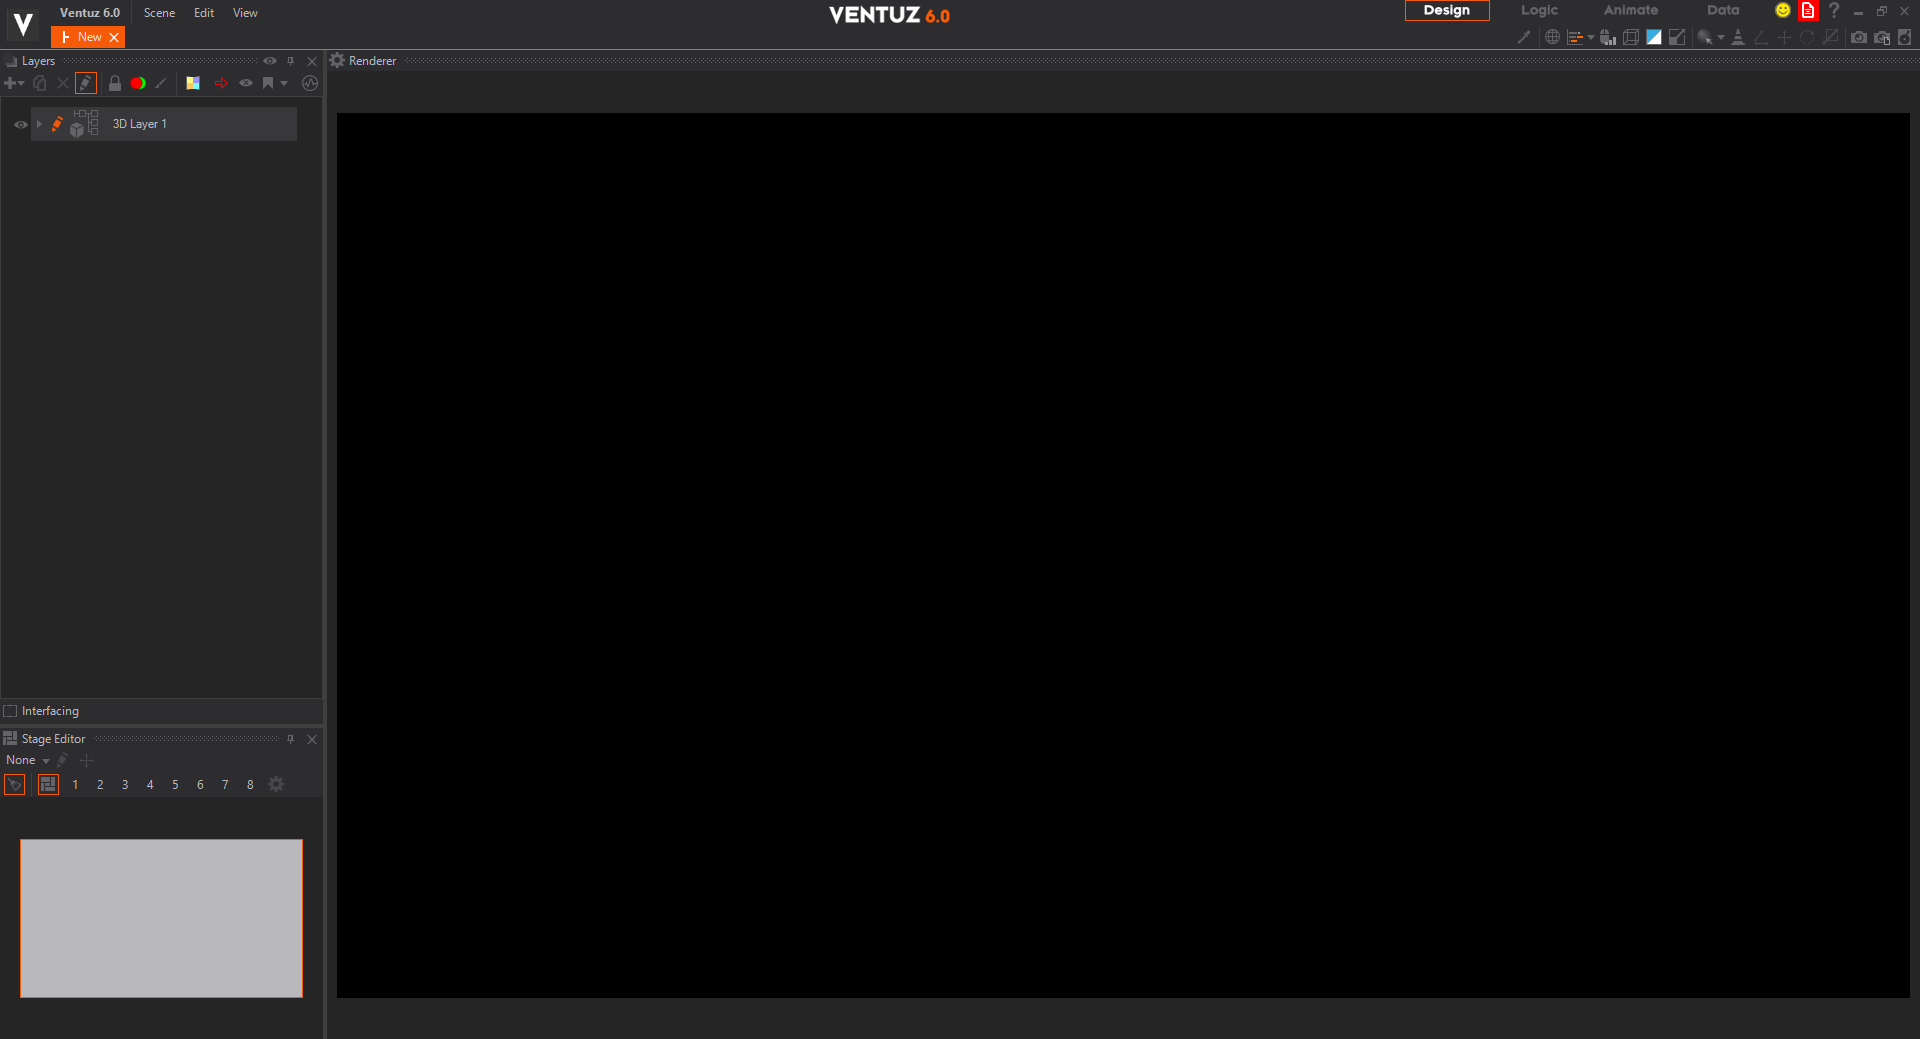 Ventuz 6.0 Scene Edit View
VENTUZ 6.0
Design Logic Animate Data
New
Layers
Renderer
3D Layer 1
Interfacing
Stage Editor
None
1 2 3 4 5 6 7 8